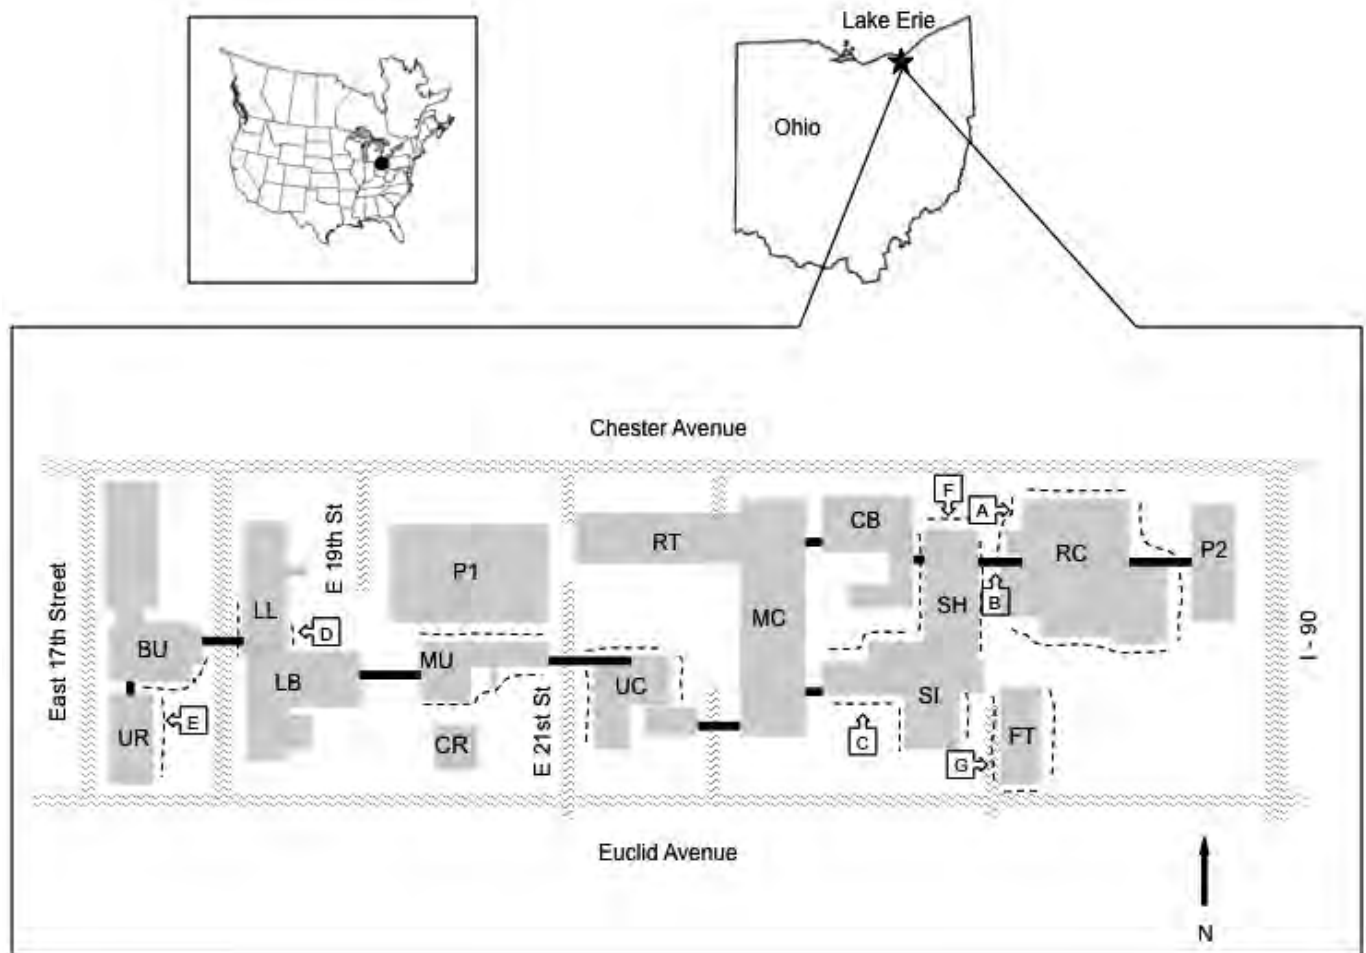 Lake Erie
Ohio
Chester Avenue
East 17th Street
E 19th St
E 21st St
I - 90
F
A
CB
RT
P1
RC
P2
B
LL
SH
MC
D
BU
MU
LB
UC
SI
E
UR
CR
C
G
FT
Euclid Avenue
N